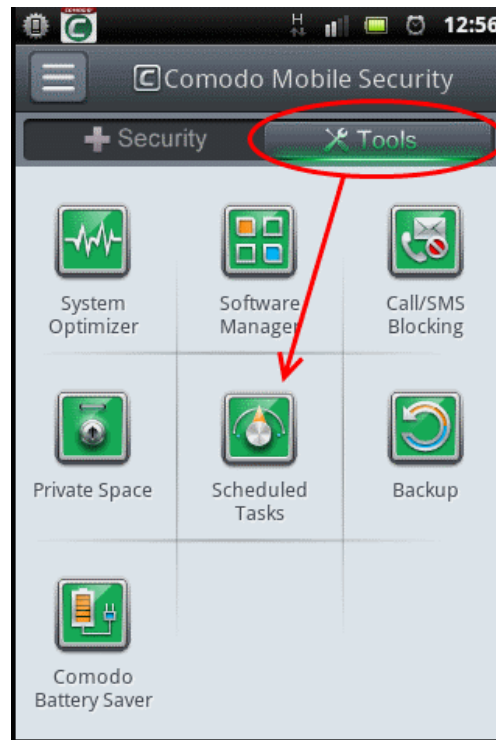 H 12:56
C Comodo Mobile Security
Security Tools
System
Optimizer
Software
Manager
Call/SMS
Blocking
Private Space
Scheduled
Tasks
Backup
Comodo
Battery Saver